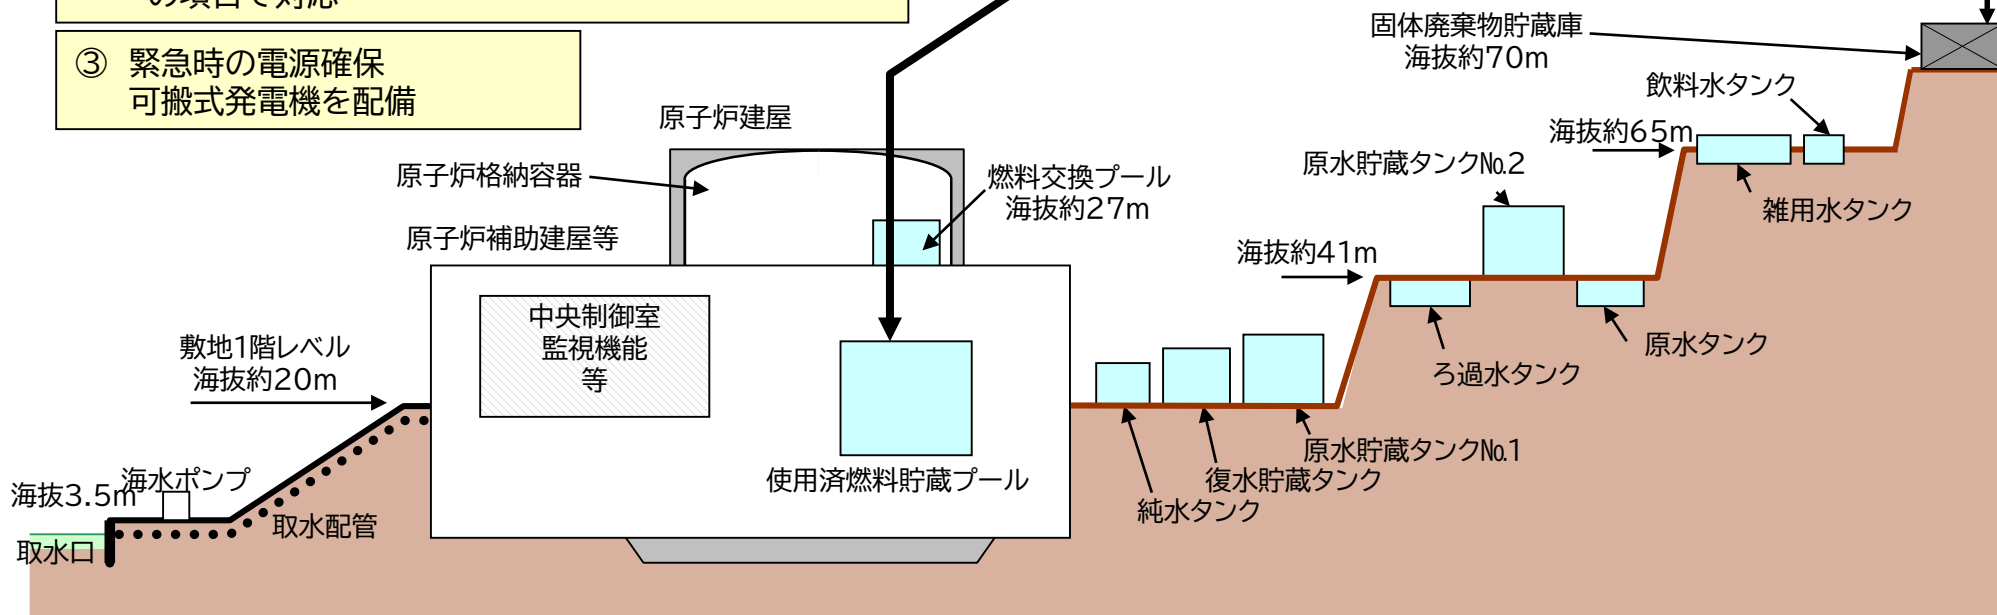 の項目で対応
③ 緊急時の電源確保
可搬式発電機を配備
固体廃棄物貯蔵庫
海抜約70m
飲料水タンク
海抜約65m
原子炉建屋
原水貯蔵タンク№2
原子炉格納容器
燃料交換プール
海抜約27m
雑用水タンク
原子炉補助建屋等
海抜約41m
中央制御室
監視機能
等
敷地1階レベル
海抜約20m
原水タンク
ろ過水タンク
原水貯蔵タンク№1
使用済燃料貯蔵プール
復水貯蔵タンク
純水タンク
海水ポンプ
海抜3.5m
取水配管
取水口